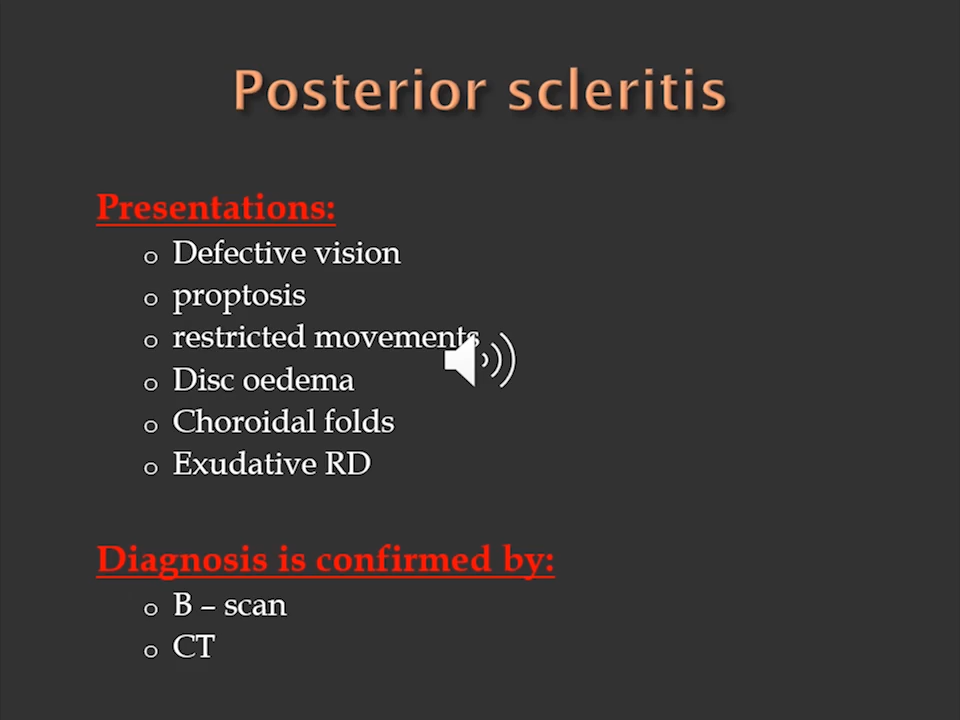 Posterior scleritis
Presentations:
o Defective vision
o proptosis
o restricted movements
o Disc oedema
o Choroidal folds
o Exudative RD
Diagnosis is confirmed by:
o B – scan
o CT